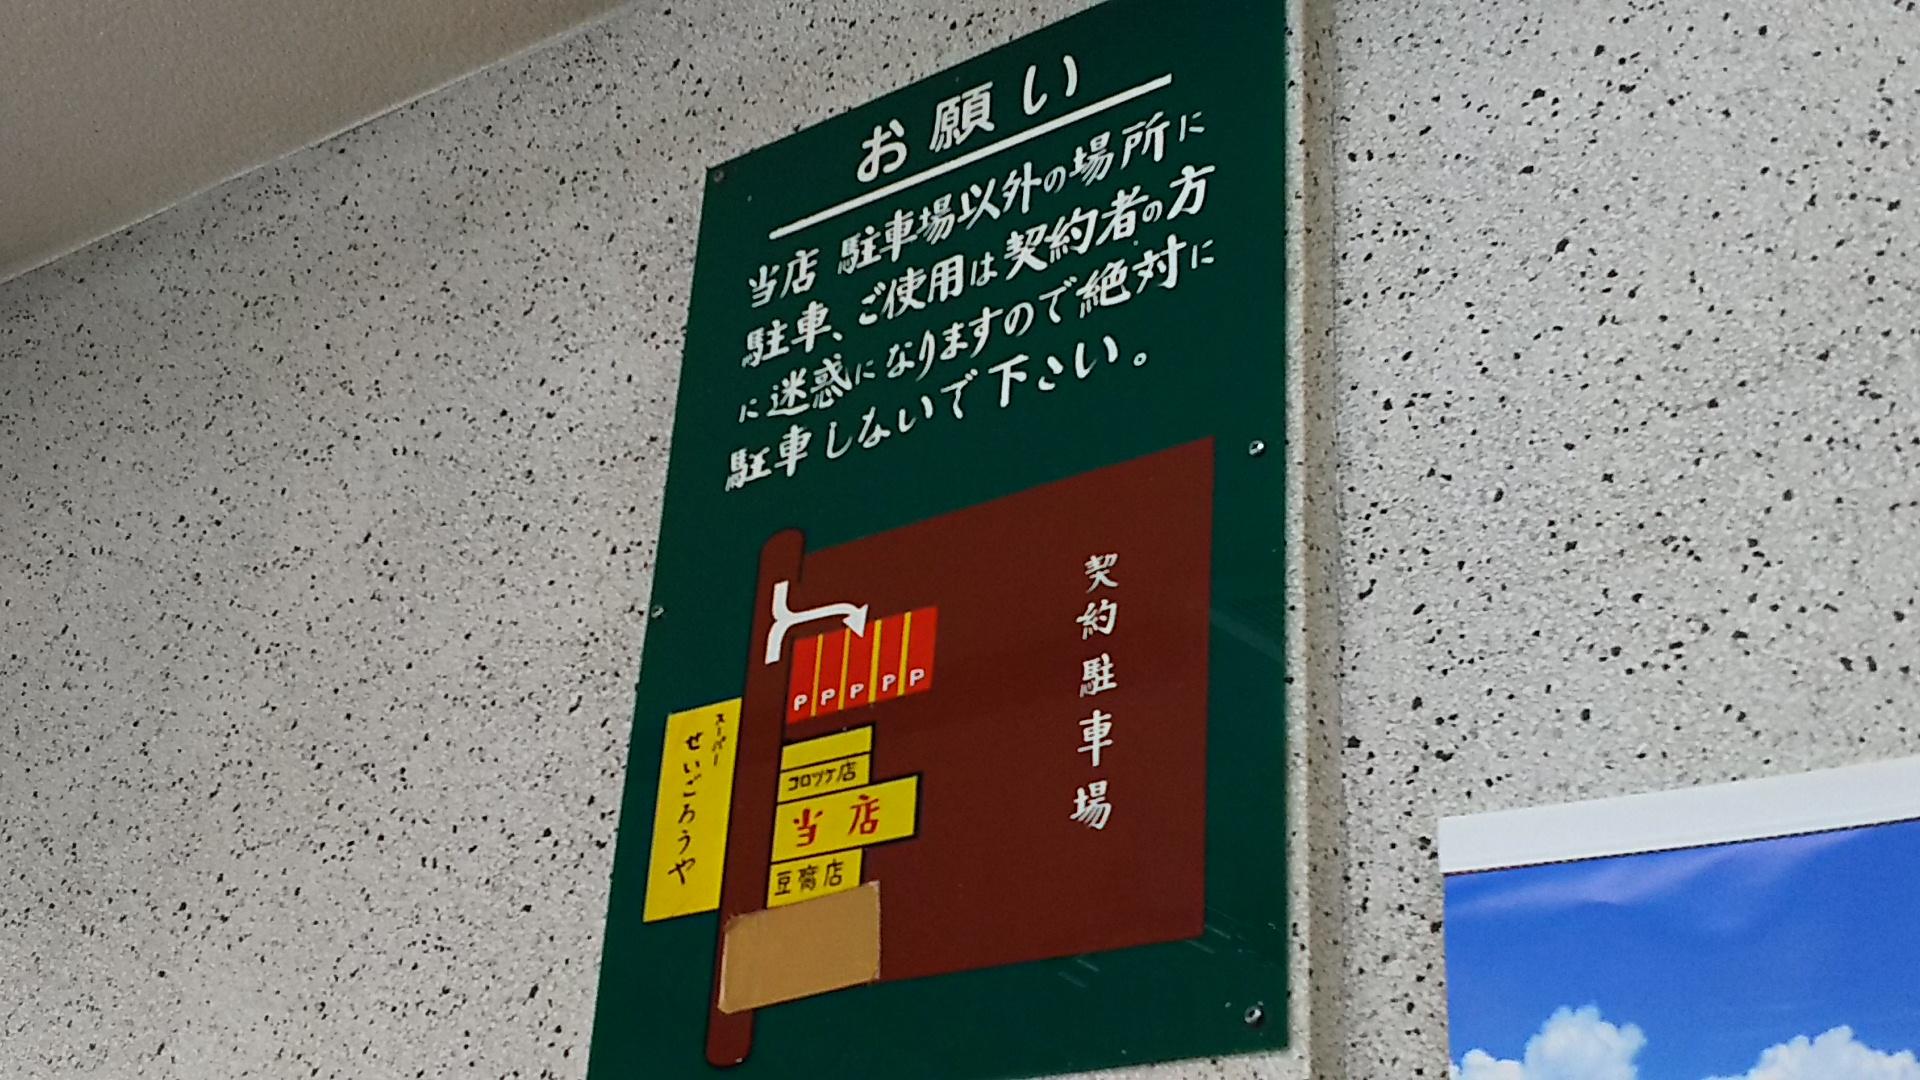 お願い
当店 駐車場以外の場所に
駐車、ご使用は契約者の方
に迷惑になりますので絶対に
駐車しないで下さい。
契約駐車場
P P P P P
スーパー
せいごろうや
コロッケ店
当店
豆腐店